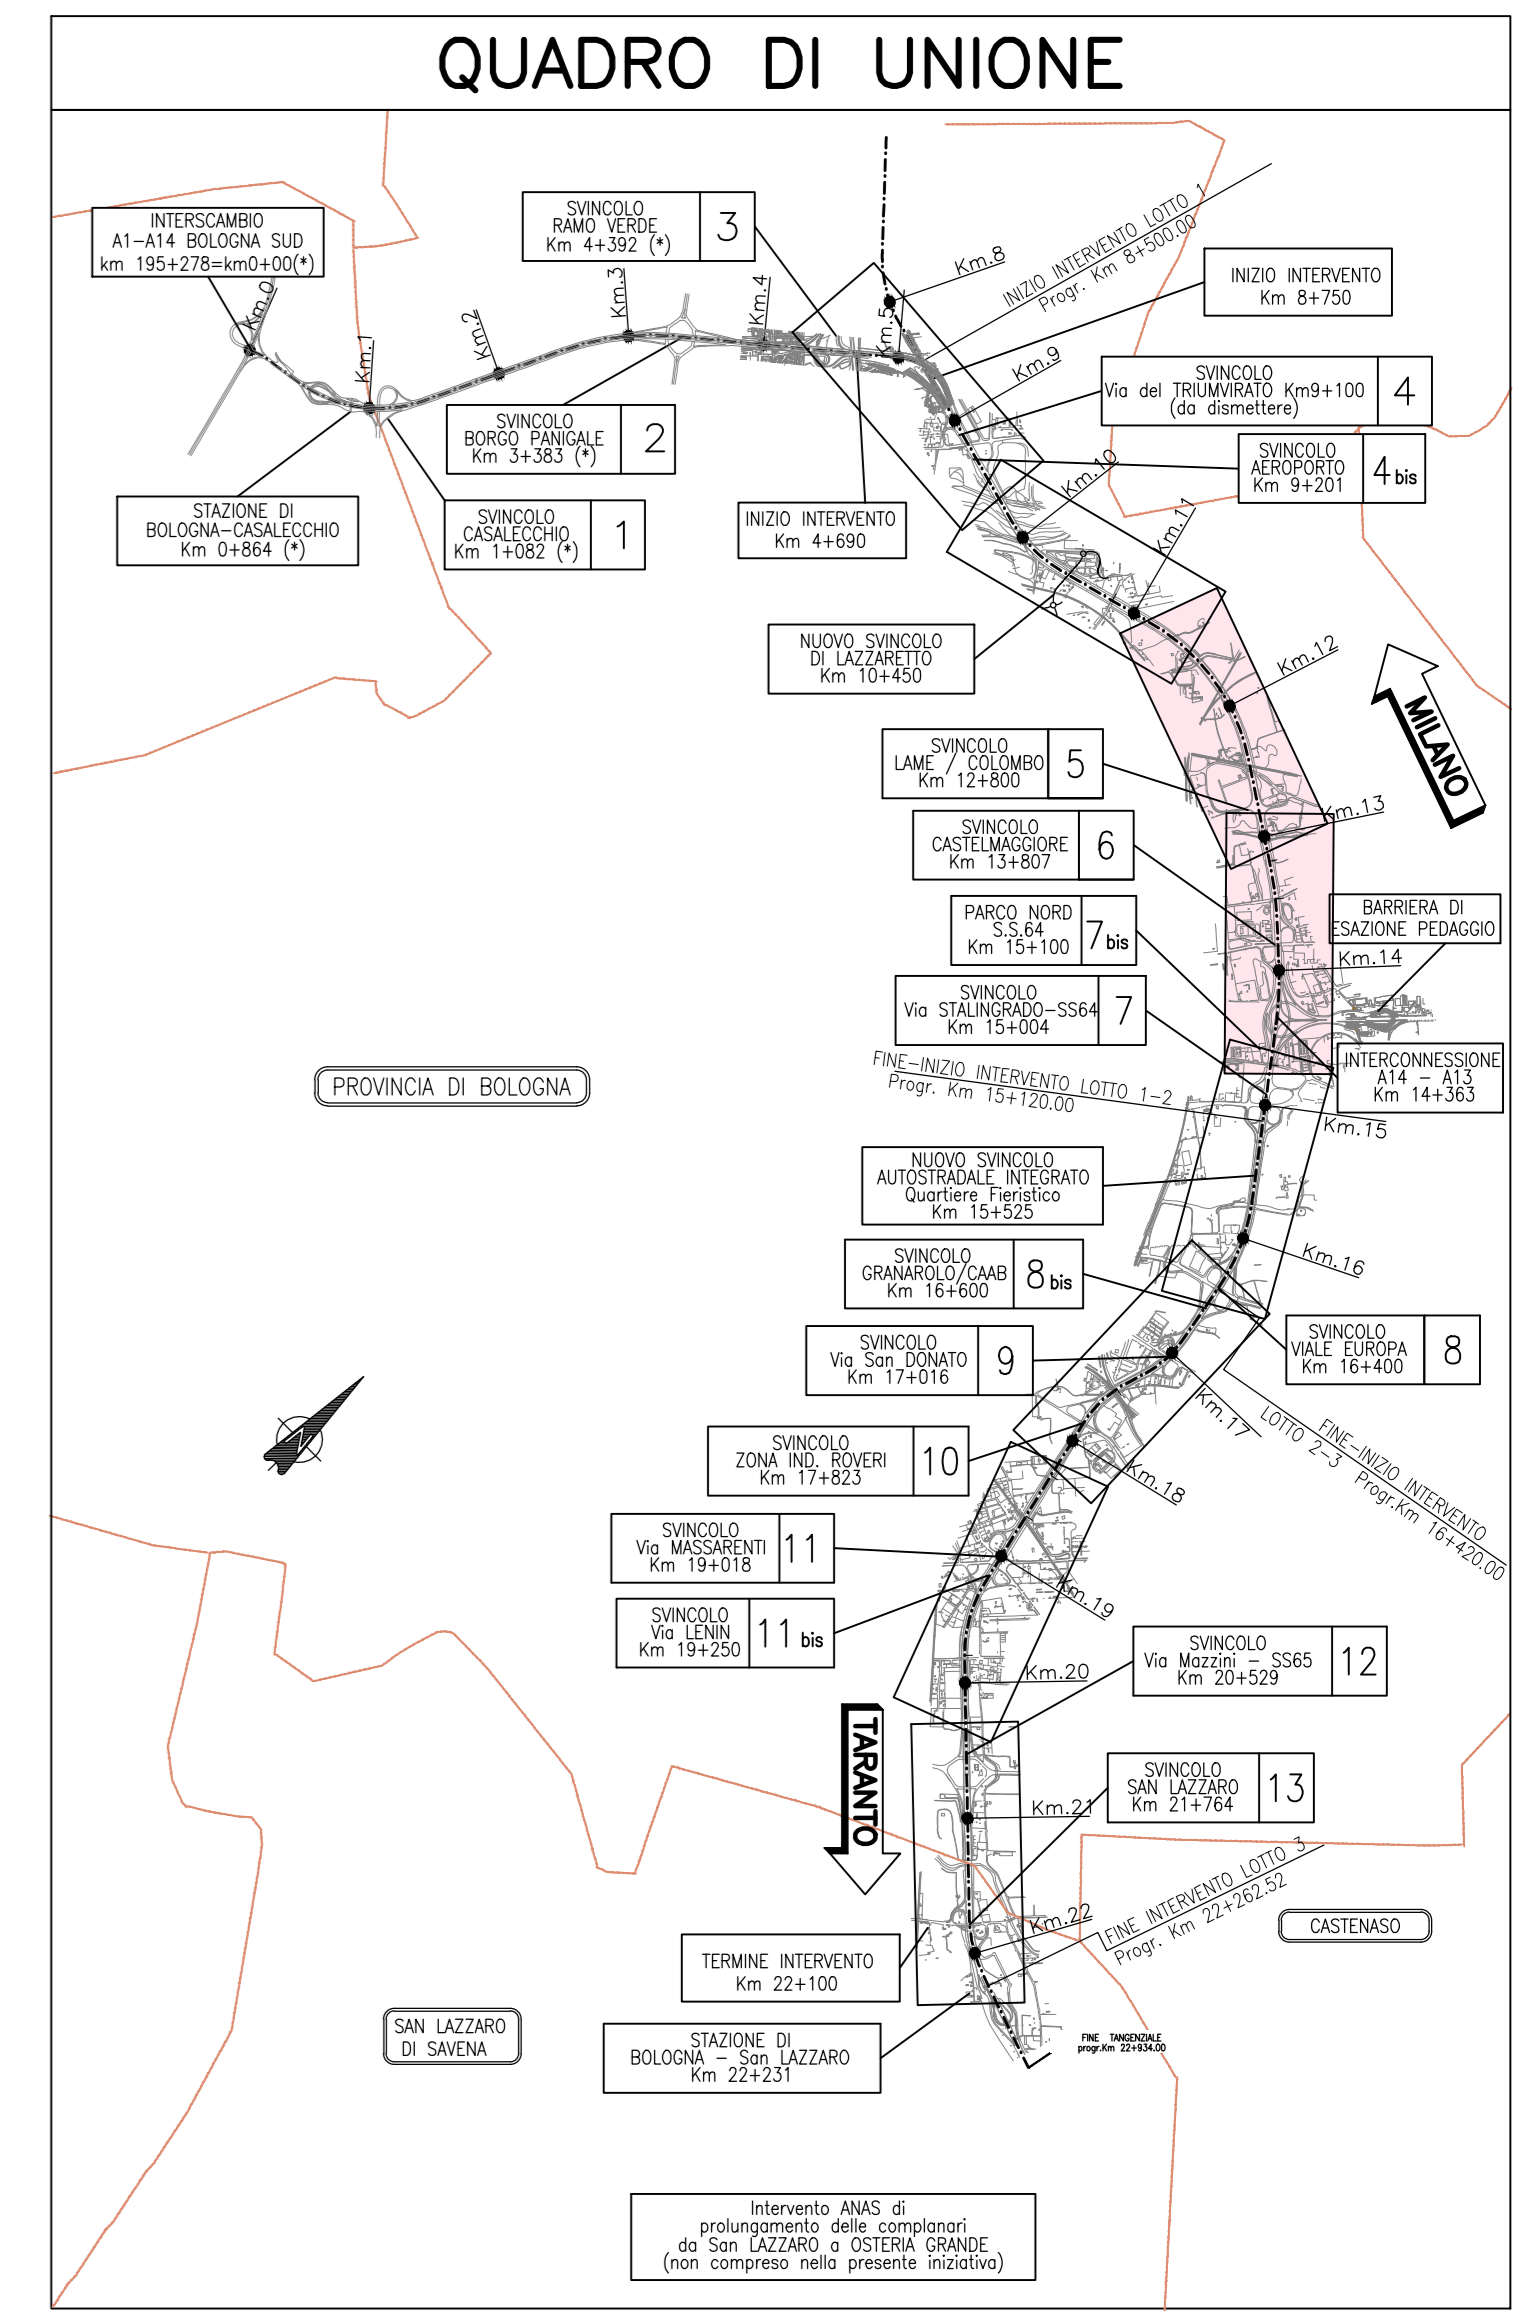 QUADRO DI UNIONE
INTERSCAMBIO
A1-A14 BOLOGNA SUD
km 195+278=km0+00(*)
SVINCOLO
RAMO VERDE
Km 4+392 (*)
3
Km.0
Km.1
Km.2
Km.3
Km.4
Km.5
Km.8
INIZIO INTERVENTO LOTTO 1
Progr. Km 8+500.00
INIZIO INTERVENTO
Km 8+750
Km.9
SVINCOLO
Via del TRIUMVIRATO Km9+100
(da dismettere)
4
SVINCOLO
BORGO PANIGALE
Km 3+383 (*)
2
SVINCOLO
AEROPORTO
Km 9+201
4 bis
Km.10
STAZIONE DI
BOLOGNA-CASALECCHIO
Km 0+864 (*)
SVINCOLO
CASALECCHIO
Km 1+082 (*)
1
INIZIO INTERVENTO
Km 4+690
Km.11
NUOVO SVINCOLO
DI LAZZARETTO
Km 10+450
Km.12
MILANO
SVINCOLO
LAME / COLOMBO
Km 12+800
5
Km.13
SVINCOLO
CASTELMAGGIORE
Km 13+807
6
PARCO NORD
S.S.64
Km 15+100
7 bis
BARRIERA DI
ESAZIONE PEDAGGIO
Km.14
SVINCOLO
Via STALINGRADO-SS64
Km 15+004
7
INTERCONNESSIONE
A14 - A13
Km 14+363
FINE-INIZIO INTERVENTO LOTTO 1-2
Progr. Km 15+120.00
PROVINCIA DI BOLOGNA
Km.15
NUOVO SVINCOLO
AUTOSTRADALE INTEGRATO
Quartiere Fieristico
Km 15+525
Km.16
SVINCOLO
GRANAROLO/CAAB
Km 16+600
8 bis
SVINCOLO
VIALE EUROPA
Km 16+400
8
SVINCOLO
Via San DONATO
Km 17+016
9
Km.17
FINE-INIZIO INTERVENTO
LOTTO 2-3 Progr.Km 16+420.00
SVINCOLO
ZONA IND. ROVERI
Km 17+823
10
Km.18
SVINCOLO
Via MASSARENTI
Km 19+018
11
Km.19
SVINCOLO
Via LENIN
Km 19+250
11 bis
SVINCOLO
Via Mazzini - SS65
Km 20+529
12
Km.20
TARANTO
SVINCOLO
SAN LAZZARO
Km 21+764
13
Km.21
FINE INTERVENTO LOTTO 3
Progr. Km 22+262.52
Km.22
CASTENASO
TERMINE INTERVENTO
Km 22+100
SAN LAZZARO
DI SAVENA
STAZIONE DI
BOLOGNA - San LAZZARO
Km 22+231
FINE TANGENZIALE
progr.Km 22+934.00
Intervento ANAS di
prolungamento delle complanari
da San LAZZARO a OSTERIA GRANDE
(non compreso nella presente iniziativa)